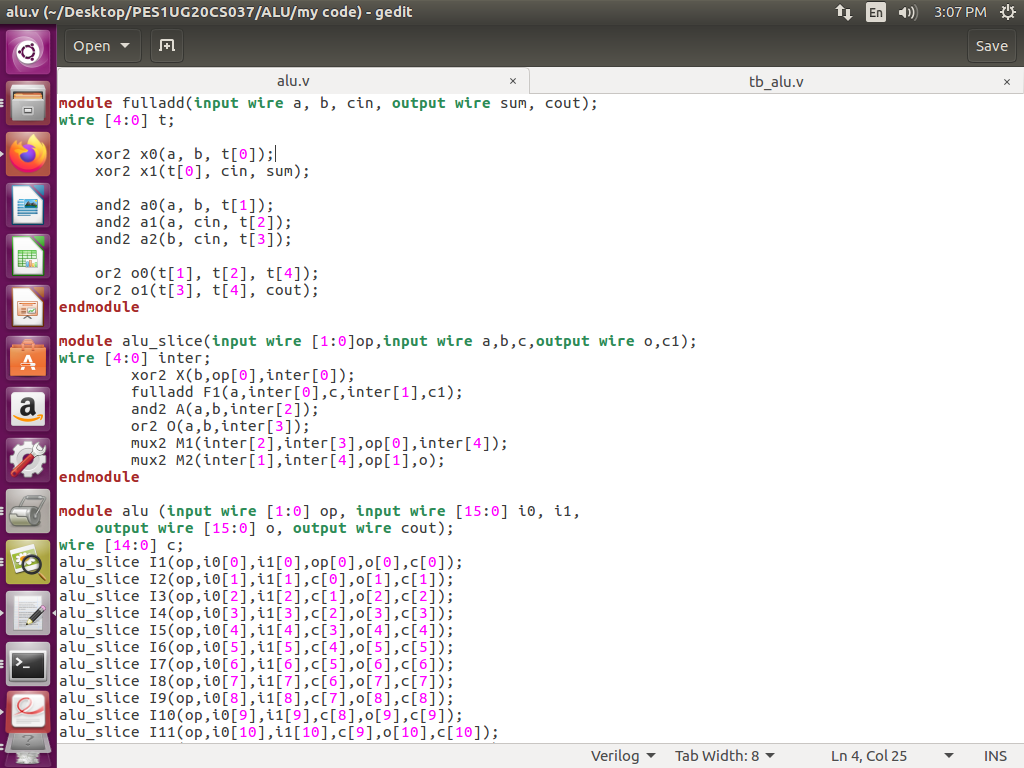 alu.v (~/Desktop/PES1UG20CS037/ALU/my code) - gedit
En
3:07 PM
Open
Save
alu.v ×
tb_alu.v ×
module fulladd(input wire a, b, cin, output wire sum, cout);
wire [4:0] t;
xor2 x0(a, b, t[0]);
xor2 x1(t[0], cin, sum);
and2 a0(a, b, t[1]);
and2 a1(a, cin, t[2]);
and2 a2(b, cin, t[3]);
or2 o0(t[1], t[2], t[4]);
or2 o1(t[3], t[4], cout);
endmodule
module alu_slice(input wire [1:0]op,input wire a,b,c,output wire o,c1);
wire [4:0] inter;
xor2 X(b,op[0],inter[0]);
fulladd F1(a,inter[0],c,inter[1],c1);
and2 A(a,b,inter[2]);
or2 O(a,b,inter[3]);
mux2 M1(inter[2],inter[3],op[0],inter[4]);
mux2 M2(inter[1],inter[4],op[1],o);
endmodule
module alu (input wire [1:0] op, input wire [15:0] i0, i1,
output wire [15:0] o, output wire cout);
wire [14:0] c;
alu_slice I1(op,i0[0],i1[0],op[0],o[0],c[0]);
alu_slice I2(op,i0[1],i1[1],c[0],o[1],c[1]);
alu_slice I3(op,i0[2],i1[2],c[1],o[2],c[2]);
alu_slice I4(op,i0[3],i1[3],c[2],o[3],c[3]);
alu_slice I5(op,i0[4],i1[4],c[3],o[4],c[4]);
alu_slice I6(op,i0[5],i1[5],c[4],o[5],c[5]);
alu_slice I7(op,i0[6],i1[6],c[5],o[6],c[6]);
alu_slice I8(op,i0[7],i1[7],c[6],o[7],c[7]);
alu_slice I9(op,i0[8],i1[8],c[7],o[8],c[8]);
alu_slice I10(op,i0[9],i1[9],c[8],o[9],c[9]);
alu_slice I11(op,i0[10],i1[10],c[9],o[10],c[10]);
Verilog
Tab Width: 8
Ln 4, Col 25
INS